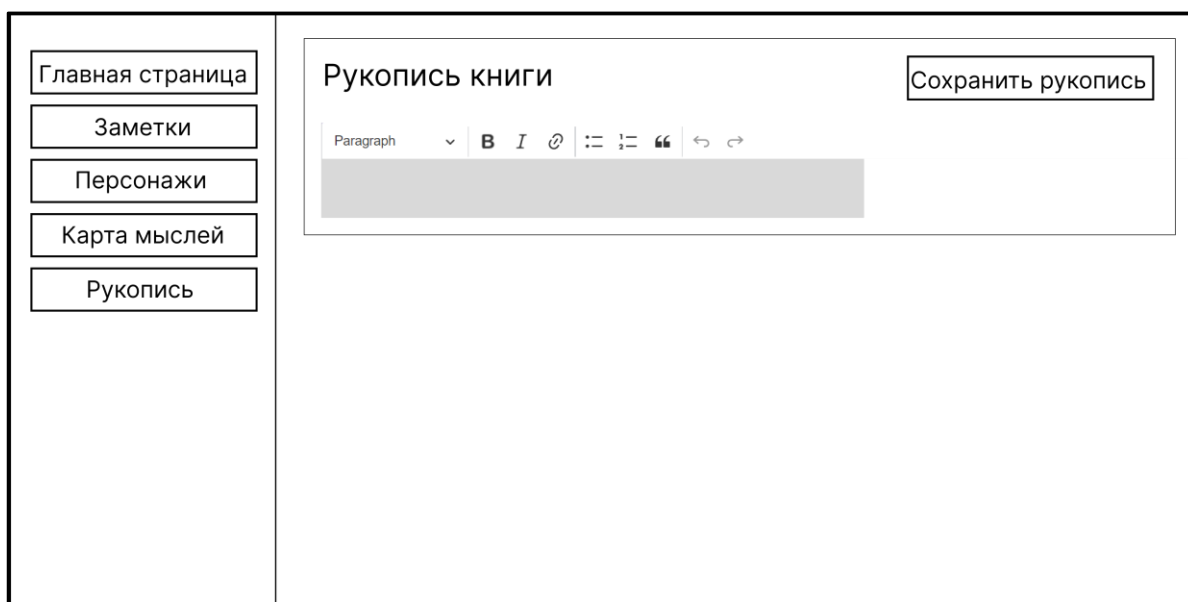 Главная страница
Заметки
Персонажи
Карта мыслей
Рукопись
Рукопись книги
Сохранить рукопись
Paragraph B I